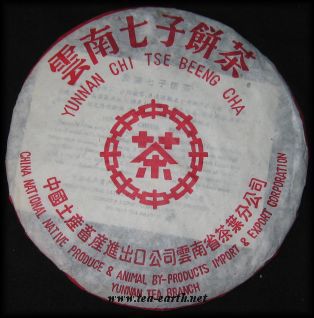 雲南七子餅茶
YUNNAN CHI TSE BEENG CHA
茶
中國土產畜產進出口公司雲南省茶葉分公司
CHINA NATIONAL NATIVE PRODUCE & ANIMAL BY-PRODUCTS IMPORT & EXPORT CORPORATION
YUNNAN TEA BRANCH
www.tea-earth.net